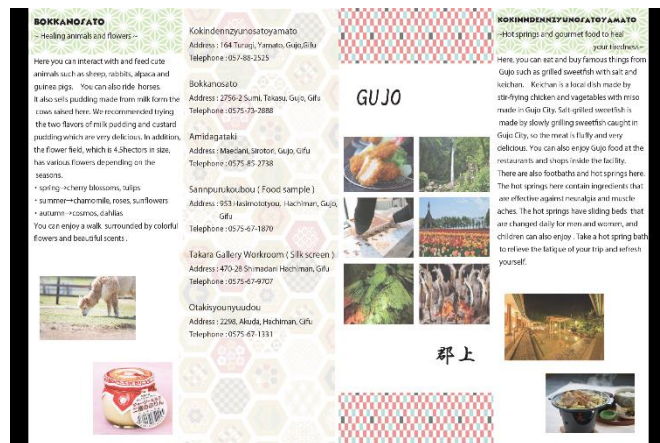 BOKKANOSATO
~ Healing animals and flowers ~
Here you can interact with and feed cute
animals such as sheep, rabbits, alpaca and
guinea pigs. You can also ride horses.
It also sells pudding made from milk form the
cows raised here. We recommended trying
the two flavors of milk pudding and custard
pudding which are very delicious. In addition,
the flower field, which is 4.5hectors in size,
has various flowers depending on the
seasons.
・spring→cherry blossoms, tulips
・summer→chamomile, roses, sunflowers
・autumn→cosmos, dahlias
You can enjoy a walk surrounded by colorful
flowers and beautiful scents .
Kokindennzyunosatoyamato
Address : 164 Turugi, Yamato, Gujo,Gifu
Telephone : 057-88-2525
Bokkanosato
Address : 2756-2 Sumi, Takasu, Gujo, Gifu
Telephone : 0575-73-2888
Amidagataki
Address : Maedani, Sirotori, Gujo, Gifu
Telephone : 0575-85-2738
Sannpurukoubou ( Food sample )
Address : 953 Hasimototyou, Hachiman, Gujo,
Gifu
Telephone : 0575-67-1870
Takara Gallery Workroom ( Silk screen )
Address : 470-28 Shimadani Hachiman, Gifu
Telephone : 0575-67-9707
Otakisyounyuudou
Address : 2298, Akuda, Hachiman, Gifu
Telephone : 0575-67-1331
GUJO
郡上
KOKINNDENNZYUNOSATOYAMATO
~Hot springs and gourmet food to heal
your tiredness~
Here, you can eat and buy famous things from
Gujo such as grilled sweetfish with salt and
keichan. Keichan is a local dish made by
stir-frying chicken and vagetables with miso
made in Gujo City. Salt-grilled sweetfish is
made by slowly grilling sweetfish caught in
Gujo City, so the meat is fluffy and very
delicious. You can also enjoy Gujo food at the
restaurants and shops inside the facility.
There are also footbaths and hot springs here.
The hot springs here contain ingredients that
are effective against neuralgia and muscle
aches. The hot springs have sliding beds that
are changed daily for men and women, and
children can also enjoy . Take a hot spring bath
to relieve the fatigue of your trip and refresh
yourself.